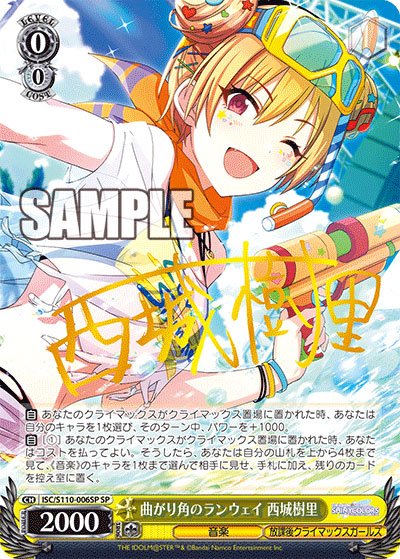 LEVEL
0
0
COST
SAMPLE
西城樹里
自 あなたのクライマックスがクライマックス置場に置かれた時、あなたは
自分のキャラを1枚選び、そのターン中、パワーを+1000。
自 [①] あなたのクライマックスがクライマックス置場に置かれた時、あなた
はコストを払ってよい。そうしたら、あなたは自分の山札を上から4枚まで
見て、《音楽》のキャラを1枚まで選んで相手に見せ、手札に加え、残りのカード
を控え室に置く。
CH ISC/S110-006SP SP
曲がり角のランウェイ 西城樹里
POWER 2000 SOUL
音楽 放課後クライマックスガールズ
SHINYCOLORS
THE IDOLM@STER™ & ©Bandai Namco Entertainment Inc.